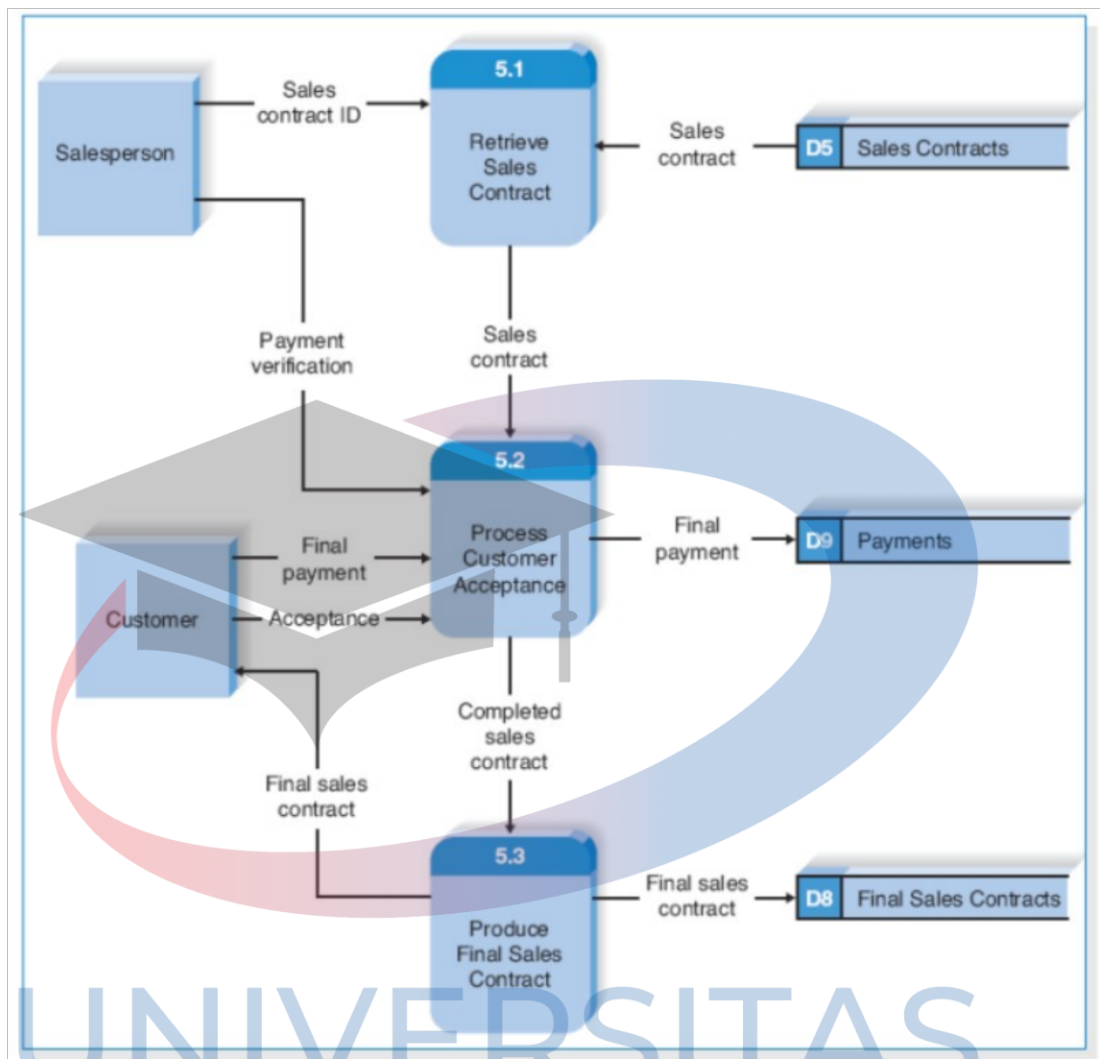 5.1
Sales
contract ID
Salesperson
Retrieve
Sales
Contract
Sales
contract
D5 Sales Contracts
Payment
verification
Sales
contract
5.2
Process
Customer
Acceptance
Final
payment
D9 Payments
Final
payment
Customer
Acceptance
Completed
sales
contract
Final sales
contract
5.3
Produce
Final Sales
Contract
Final sales
contract
D8 Final Sales Contracts
UNIVERSITAS